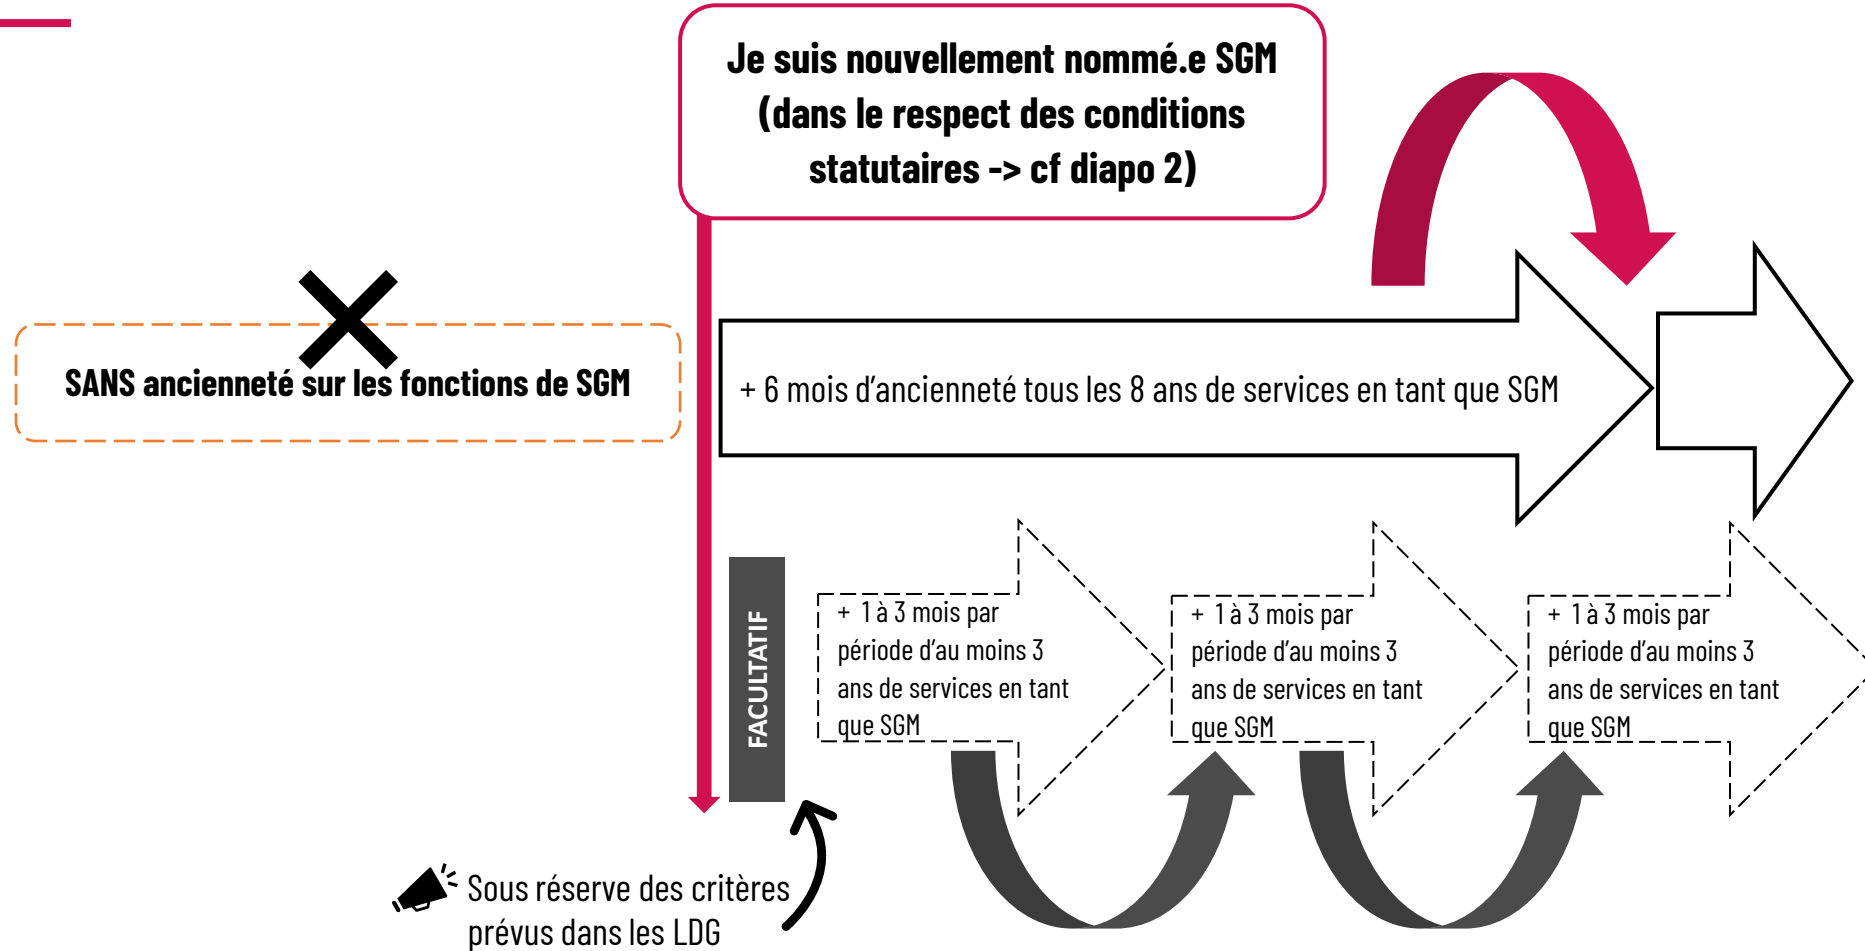 Je suis nouvellement nommé.e SGM
(dans le respect des conditions
statutaires -> cf diapo 2)
SANS ancienneté sur les fonctions de SGM
+ 6 mois d'ancienneté tous les 8 ans de services en tant que SGM
FACULTATIF
+ 1 à 3 mois par
période d'au moins 3
ans de services en tant
que SGM
+ 1 à 3 mois par
période d'au moins 3
ans de services en tant
que SGM
+ 1 à 3 mois par
période d'au moins 3
ans de services en tant
que SGM
Sous réserve des critères
prévus dans les LDG